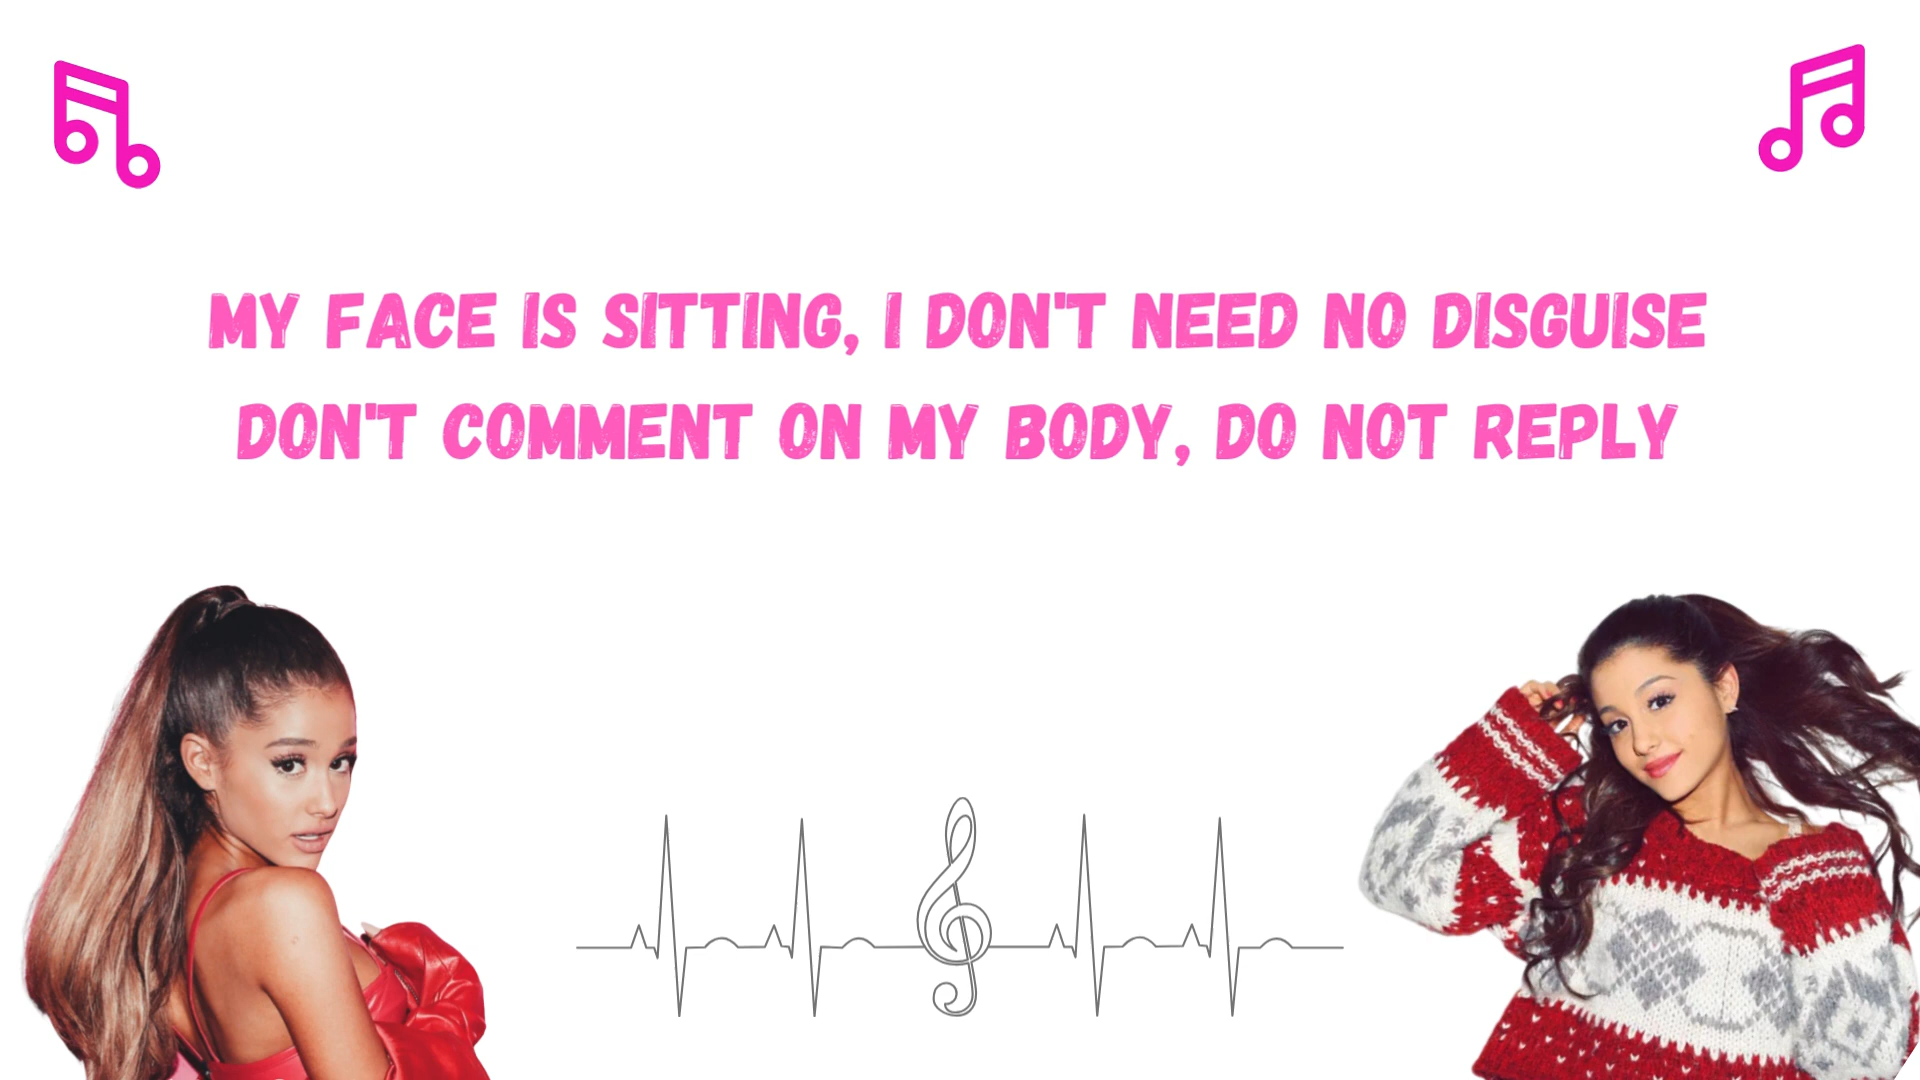 MY FACE IS SITTING, I DON'T NEED NO DISGUISE
DON'T COMMENT ON MY BODY, DO NOT REPLY